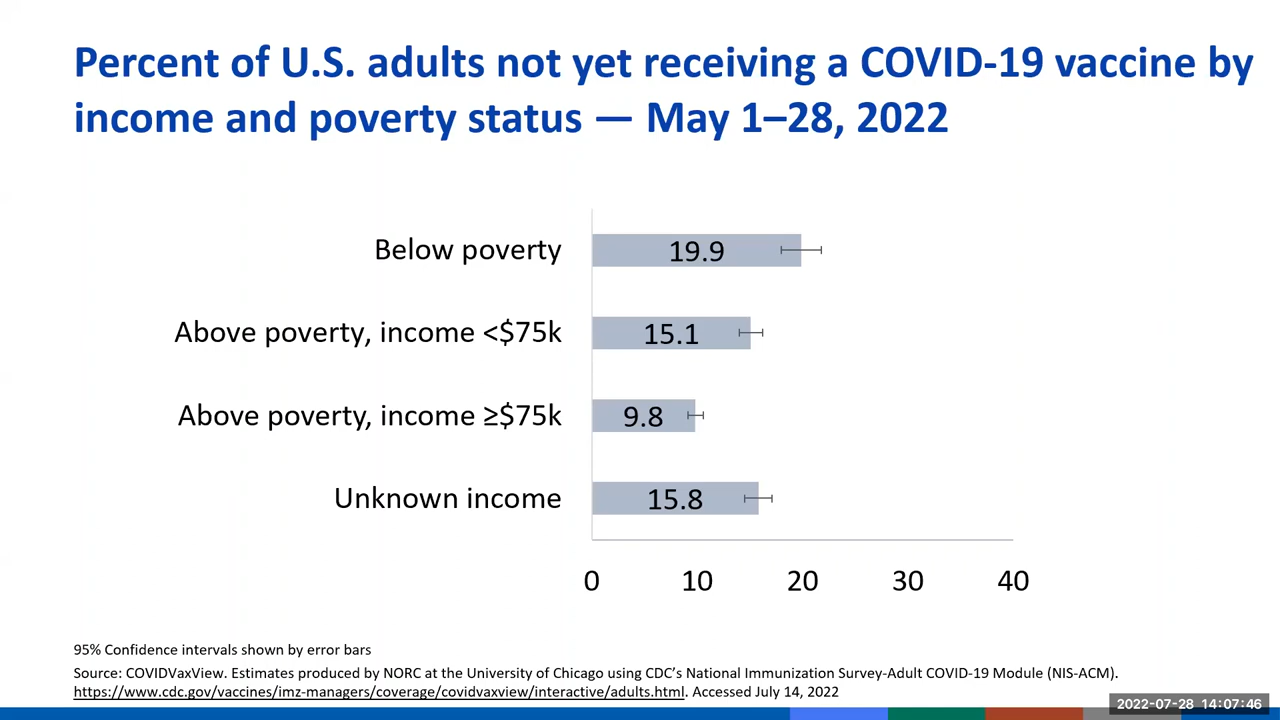 Percent of U.S. adults not yet receiving a COVID-19 vaccine by
income and poverty status — May 1–28, 2022
Below poverty
19.9
Above poverty, income <$75k
15.1
Above poverty, income ≥$75k
9.8
Unknown income
15.8
0 10 20 30 40
95% Confidence intervals shown by error bars
Source: COVIDVaxView. Estimates produced by NORC at the University of Chicago using CDC’s National Immunization Survey-Adult COVID-19 Module (NIS-ACM).
https://www.cdc.gov/vaccines/imz-managers/coverage/covidvaxview/interactive/adults.html. Accessed July 14, 2022
2022-07-28 14:07:46